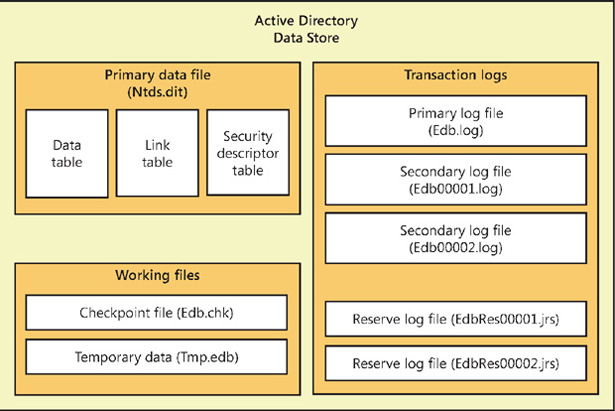 Active Directory
Data Store
Primary data file
(Ntds.dit)
Data
table
Link
table
Security
descriptor
table
Working files
Checkpoint file (Edb.chk)
Temporary data (Tmp.edb)
Transaction logs
Primary log file
(Edb.log)
Secondary log file
(Edb00001.log)
Secondary log file
(Edb00002.log)
Reserve log file (EdbRes00001.jrs)
Reserve log file (EdbRes00002.jrs)